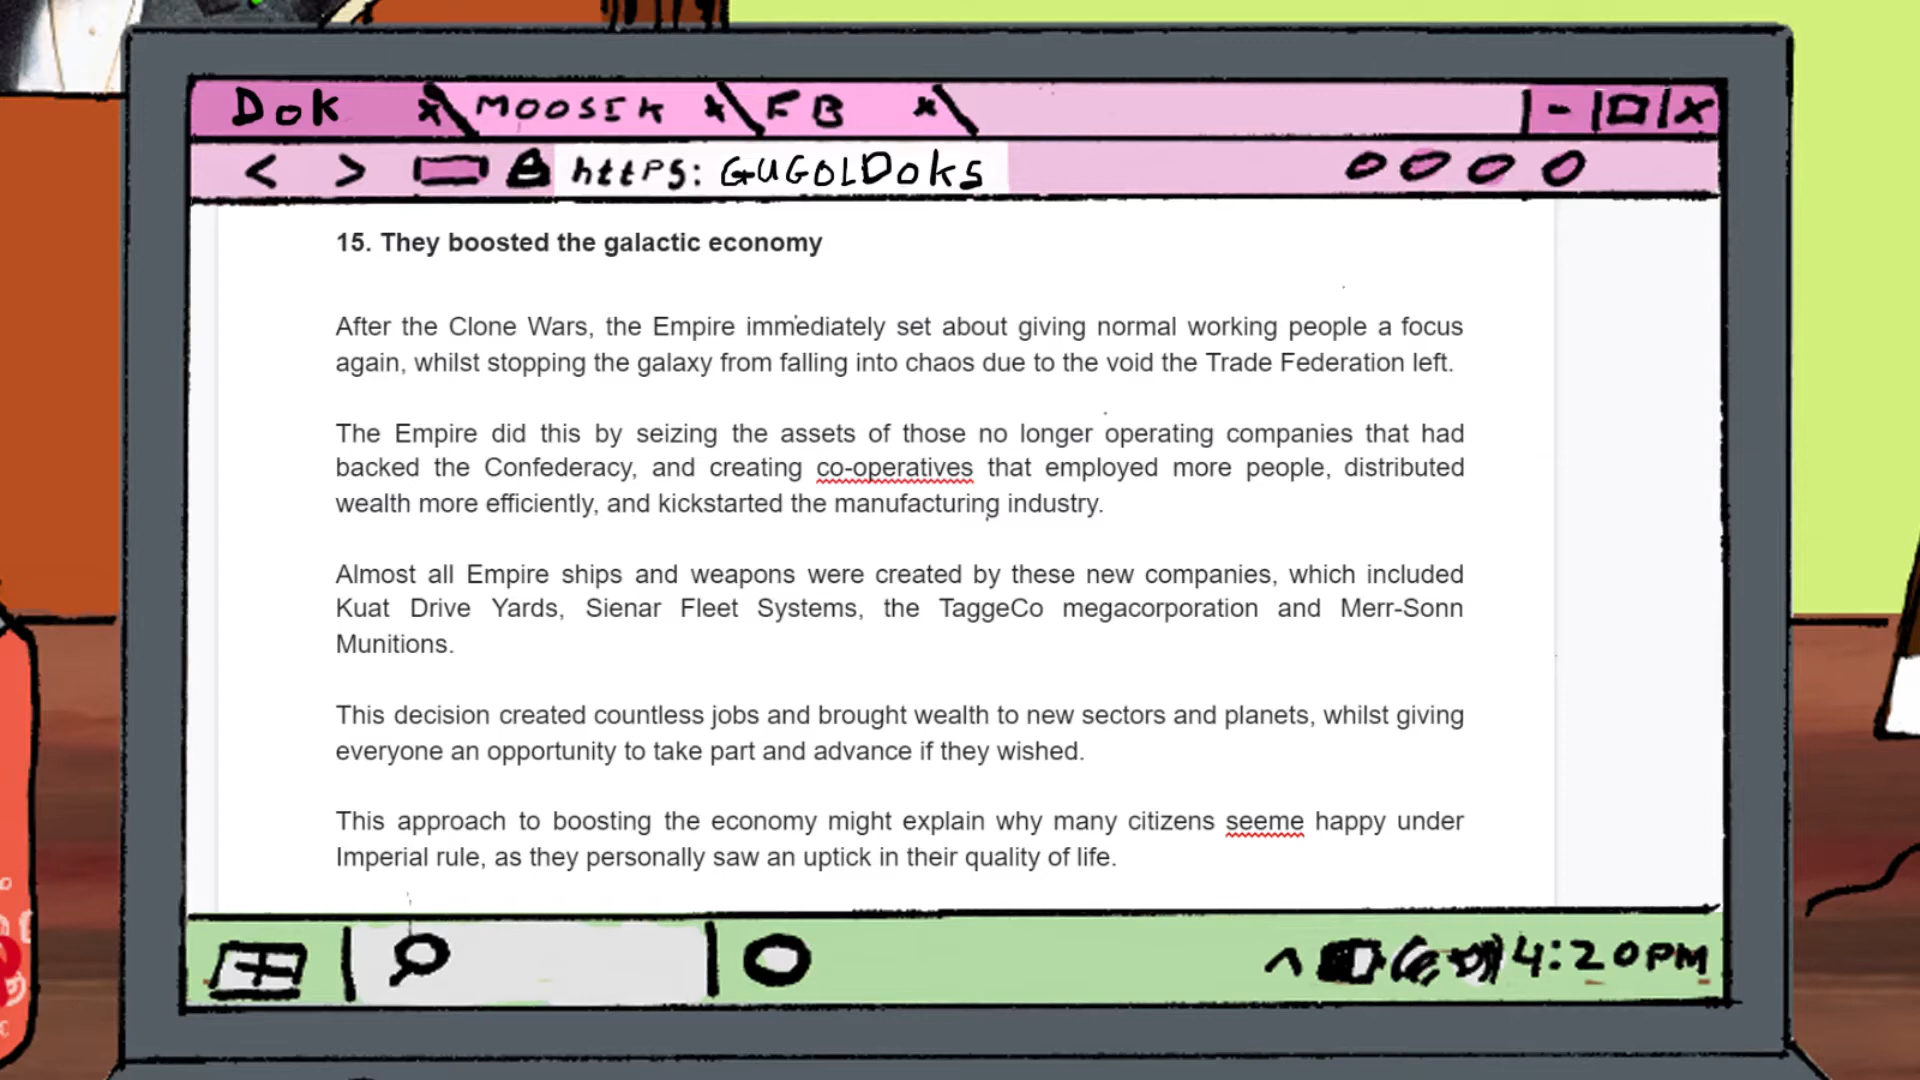 Dok × MOOSIK × FB × - X
< > https: GUGOLDoks
15. They boosted the galactic economy
After the Clone Wars, the Empire immediately set about giving normal working people a focus
again, whilst stopping the galaxy from falling into chaos due to the void the Trade Federation left.
The Empire did this by seizing the assets of those no longer operating companies that had
backed the Confederacy, and creating co-operatives that employed more people, distributed
wealth more efficiently, and kickstarted the manufacturing industry.
Almost all Empire ships and weapons were created by these new companies, which included
Kuat Drive Yards, Sienar Fleet Systems, the TaggeCo megacorporation and Merr-Sonn
Munitions.
This decision created countless jobs and brought wealth to new sectors and planets, whilst giving
everyone an opportunity to take part and advance if they wished.
This approach to boosting the economy might explain why many citizens seeme happy under
Imperial rule, as they personally saw an uptick in their quality of life.
4:20PM